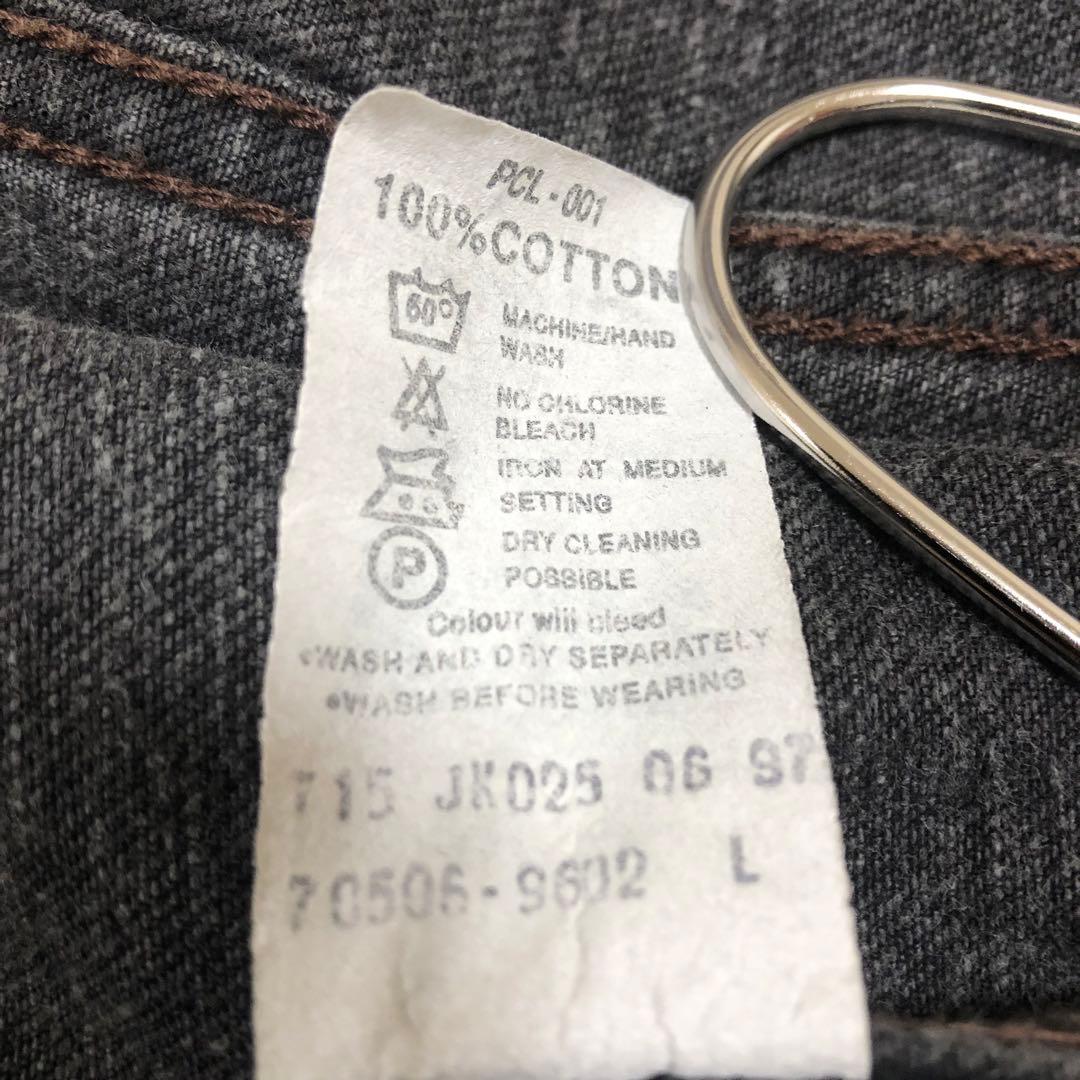 PCL-001
100%COTTON
60° MACHINE/HAND
WASH
NO CHLORINE
BLEACH
IRON AT MEDIUM
SETTING
P DRY CLEANING
POSSIBLE
Colour will bleed
•WASH AND DRY SEPARATELY
•WASH BEFORE WEARING
715 JK025 06 97
70506-9602 L